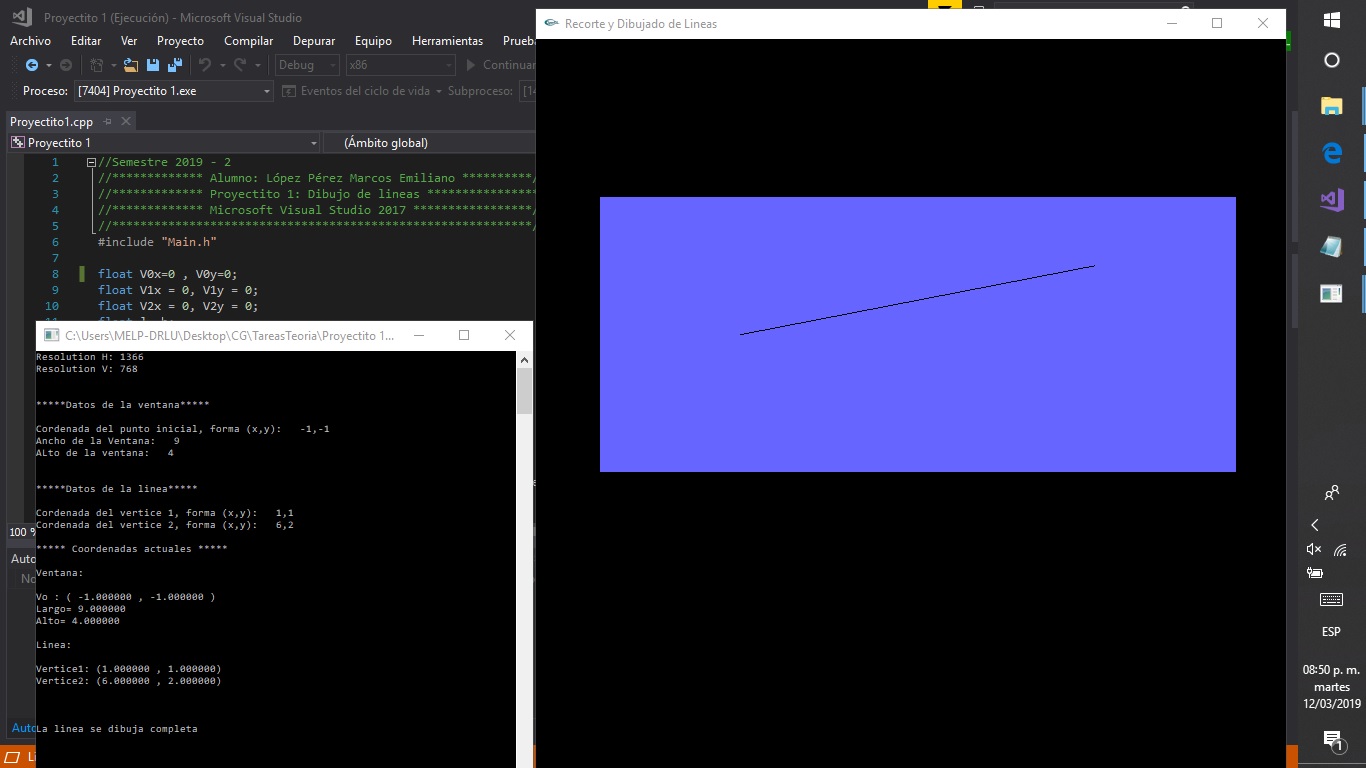 Proyectito 1 (Ejecución) - Microsoft Visual Studio
Archivo Editar Ver Proyecto Compilar Depurar Equipo Herramientas Prueb
Debug x86 Continuar
Proceso: [7404] Proyectito 1.exe Eventos del ciclo de vida Subproceso: [14
Proyectito1.cpp
Proyectito 1 (Ámbito global)
1 //Semestre 2019 - 2
2 //************* Alumno: López Pérez Marcos Emiliano **********/
3 //************* Proyectito 1: Dibujo de lineas ****************
4 //************* Microsoft Visual Studio 2017 *****************/
5 //************************************************************/
6 #include "Main.h"
7
8 float V0x=0 , V0y=0;
9 float V1x = 0, V1y = 0;
10 float V2x = 0, V2y = 0;
100 %
Auto
No
Auto
C:\Users\MELP-DRLU\Desktop\CG\TareasTeoria\Proyectito 1...
Resolution H: 1366
Resolution V: 768
*****Datos de la ventana*****
Cordenada del punto inicial, forma (x,y): -1,-1
Ancho de la Ventana: 9
ALto de la ventana: 4
*****Datos de la linea*****
Cordenada del vertice 1, forma (x,y): 1,1
Cordenada del vertice 2, forma (x,y): 6,2
***** Coordenadas actuales *****
Ventana:
Vo : ( -1.000000 , -1.000000 )
Largo= 9.000000
Alto= 4.000000
Linea:
Vertice1: (1.000000 , 1.000000)
Vertice2: (6.000000 , 2.000000)
La linea se dibuja completa
Recorte y Dibujado de Lineas
ESP
08:50 p. m.
martes
12/03/2019
1